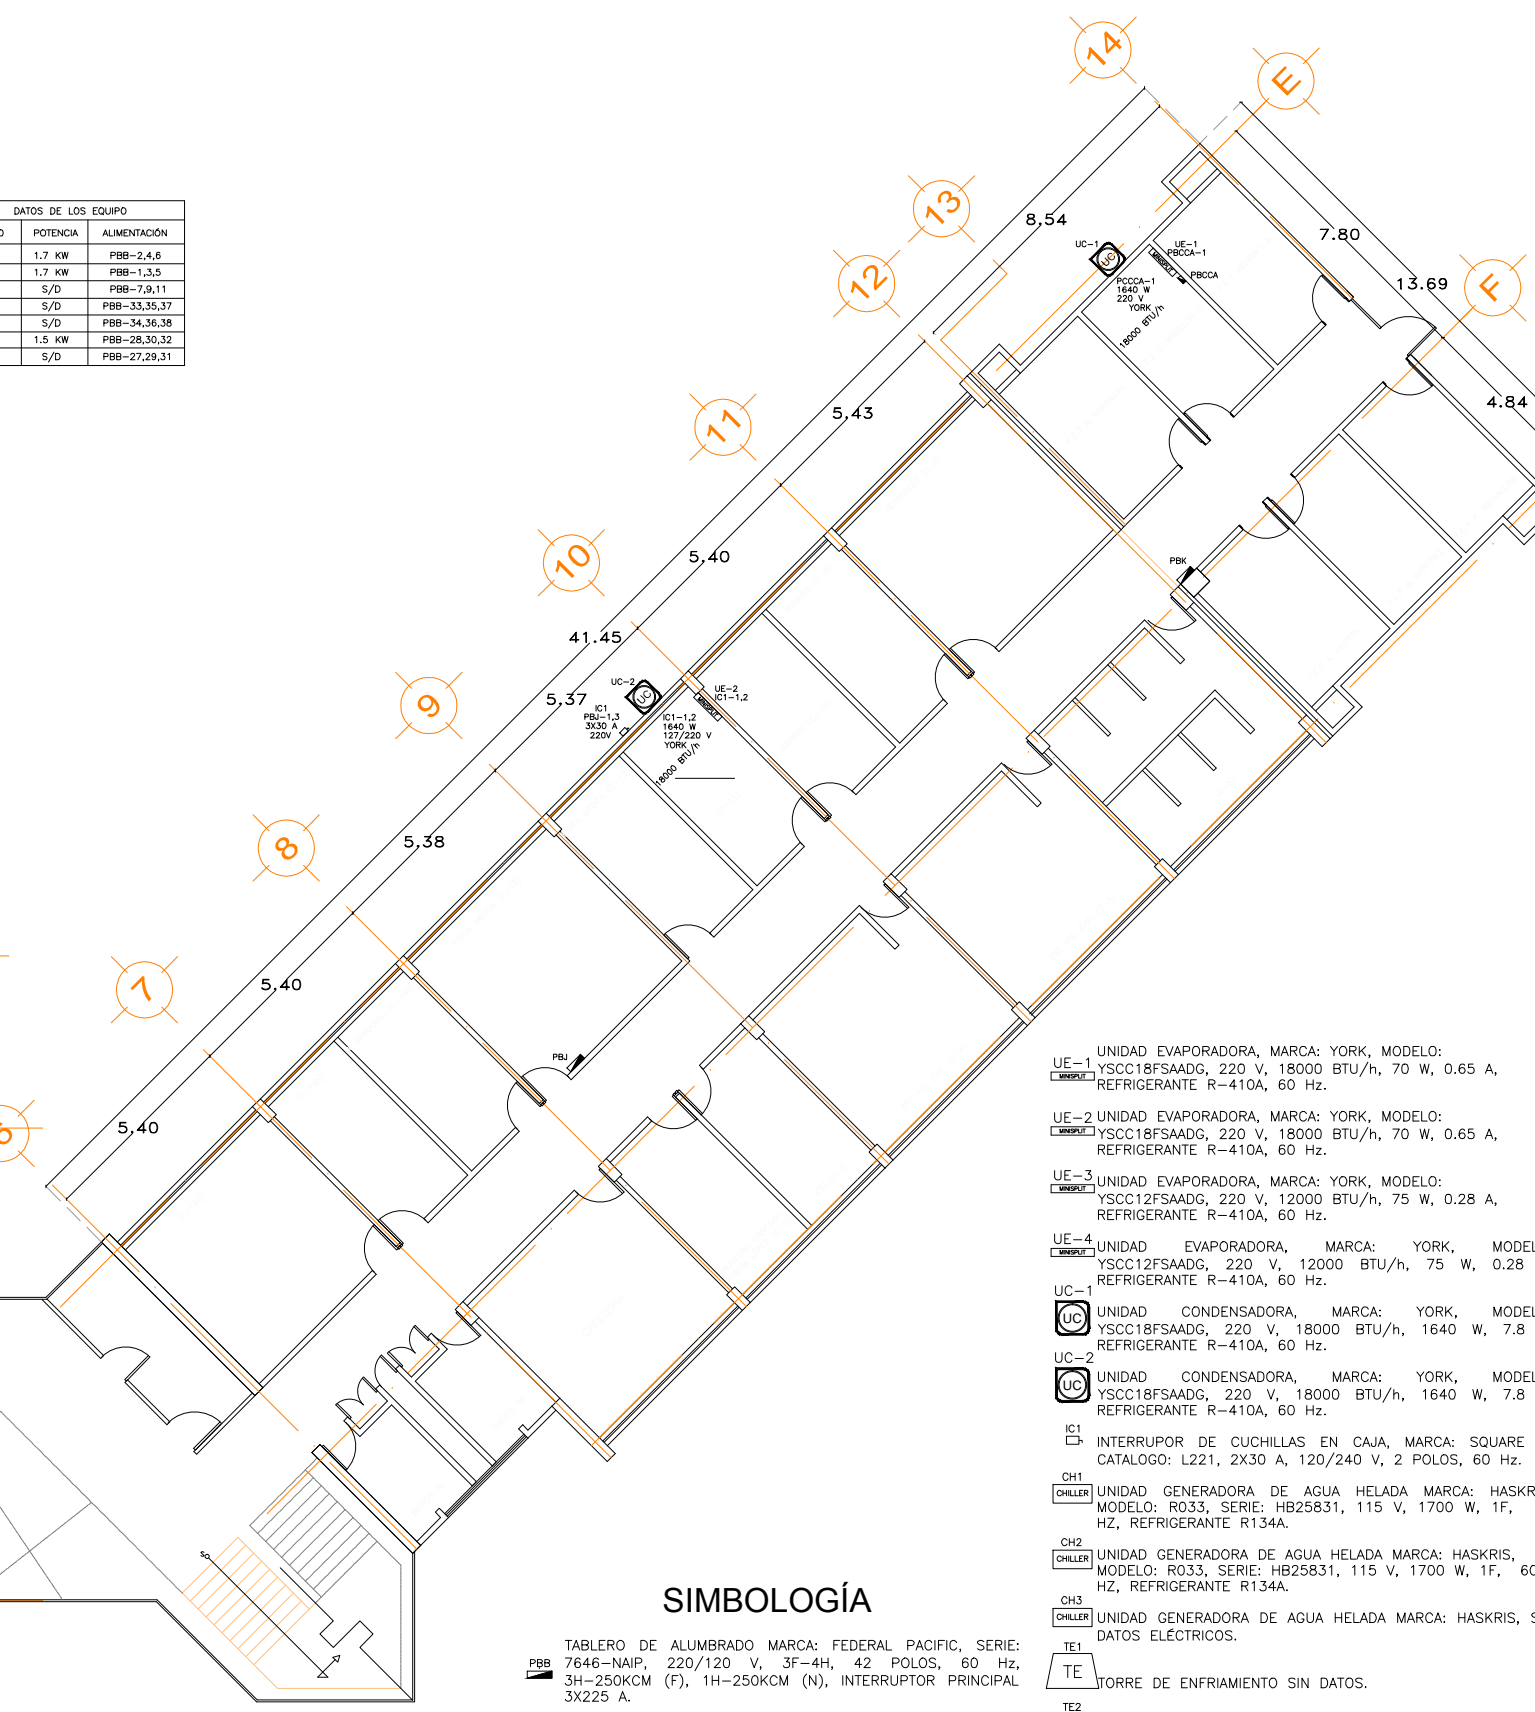 14
E
13
8,54
7.80
12
UC-1
UC
UE-1
PBCCA-1
MINISPLIT
PBCCA
PCCCA-1
1640 W
220 V
YORK
18000 BTU/h
13.69
F
DATOS DE LOS EQUIPO
POTENCIA ALIMENTACIÓN
1.7 KW PBB-2,4,6
1.7 KW PBB-1,3,5
S/D PBB-7,9,11
S/D PBB-33,35,37
S/D PBB-34,36,38
1.5 KW PBB-28,30,32
S/D PBB-27,29,31
11
5,43
4.84
10
5,40
PBK
41.45
9
5,37
UC-2
UC
UE-2
IC1-1,2
MINISPLIT
IC1
PBJ-1,3
3X30 A
220V
IC1-1,2
1640 W
127/220 V
YORK
18000 BTU/h
8
5,38
7
5,40
PBJ
5,40
6
UE-1
MINISPLIT
UNIDAD EVAPORADORA, MARCA: YORK, MODELO:
YSCC18FSAADG, 220 V, 18000 BTU/h, 70 W, 0.65 A,
REFRIGERANTE R-410A, 60 Hz.
UE-2
MINISPLIT
UNIDAD EVAPORADORA, MARCA: YORK, MODELO:
YSCC18FSAADG, 220 V, 18000 BTU/h, 70 W, 0.65 A,
REFRIGERANTE R-410A, 60 Hz.
UE-3
MINISPLIT
UNIDAD EVAPORADORA, MARCA: YORK, MODELO:
YSCC12FSAADG, 220 V, 12000 BTU/h, 75 W, 0.28 A,
REFRIGERANTE R-410A, 60 Hz.
UE-4
MINISPLIT
UNIDAD EVAPORADORA, MARCA: YORK, MODEL
YSCC12FSAADG, 220 V, 12000 BTU/h, 75 W, 0.28
REFRIGERANTE R-410A, 60 Hz.
UC-1
UC
UNIDAD CONDENSADORA, MARCA: YORK, MODEL
YSCC18FSAADG, 220 V, 18000 BTU/h, 1640 W, 7.8
REFRIGERANTE R-410A, 60 Hz.
UC-2
UC
UNIDAD CONDENSADORA, MARCA: YORK, MODEL
YSCC18FSAADG, 220 V, 18000 BTU/h, 1640 W, 7.8
REFRIGERANTE R-410A, 60 Hz.
IC1
INTERRUPOR DE CUCHILLAS EN CAJA, MARCA: SQUARE
CATALOGO: L221, 2X30 A, 120/240 V, 2 POLOS, 60 Hz.
CH1
CHILLER
UNIDAD GENERADORA DE AGUA HELADA MARCA: HASKR
MODELO: R033, SERIE: HB25831, 115 V, 1700 W, 1F,
HZ, REFRIGERANTE R134A.
CH2
CHILLER
UNIDAD GENERADORA DE AGUA HELADA MARCA: HASKRIS,
MODELO: R033, SERIE: HB25831, 115 V, 1700 W, 1F, 60
HZ, REFRIGERANTE R134A.
CH3
CHILLER
UNIDAD GENERADORA DE AGUA HELADA MARCA: HASKRIS, S
DATOS ELÉCTRICOS.
TE1
TE
TORRE DE ENFRIAMIENTO SIN DATOS.
TE2
SIMBOLOGÍA
PBB
TABLERO DE ALUMBRADO MARCA: FEDERAL PACIFIC, SERIE:
7646-NAIP, 220/120 V, 3F-4H, 42 POLOS, 60 Hz,
3H-250KCM (F), 1H-250KCM (N), INTERRUPTOR PRINCIPAL
3X225 A.